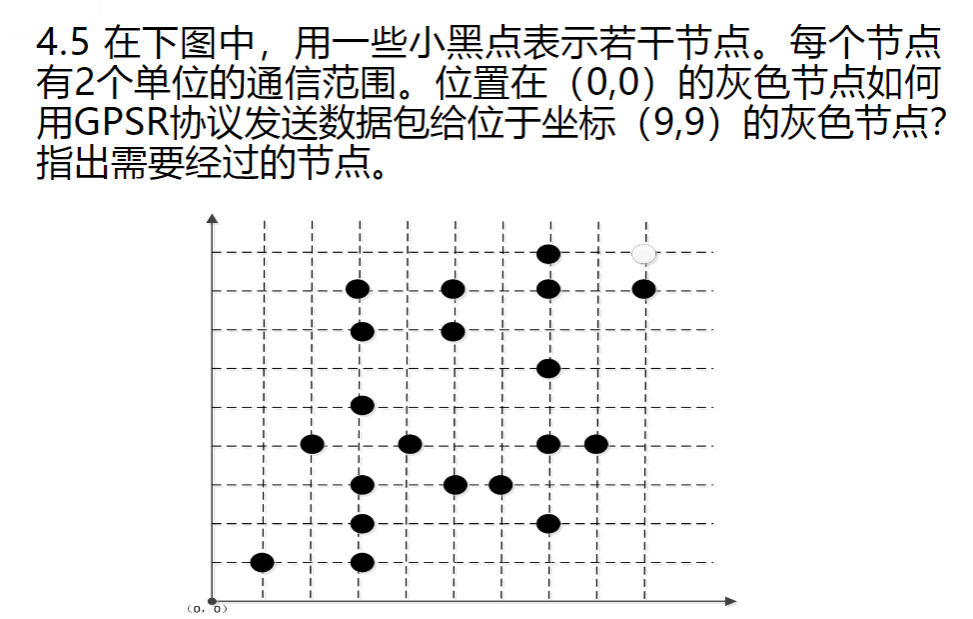 4.5 在下图中，用一些小黑点表示若干节点。每个节点
有2个单位的通信范围。位置在（0,0）的灰色节点如何
用GPSR协议发送数据包给位于坐标（9,9）的灰色节点?
指出需要经过的节点。
(0, 0)